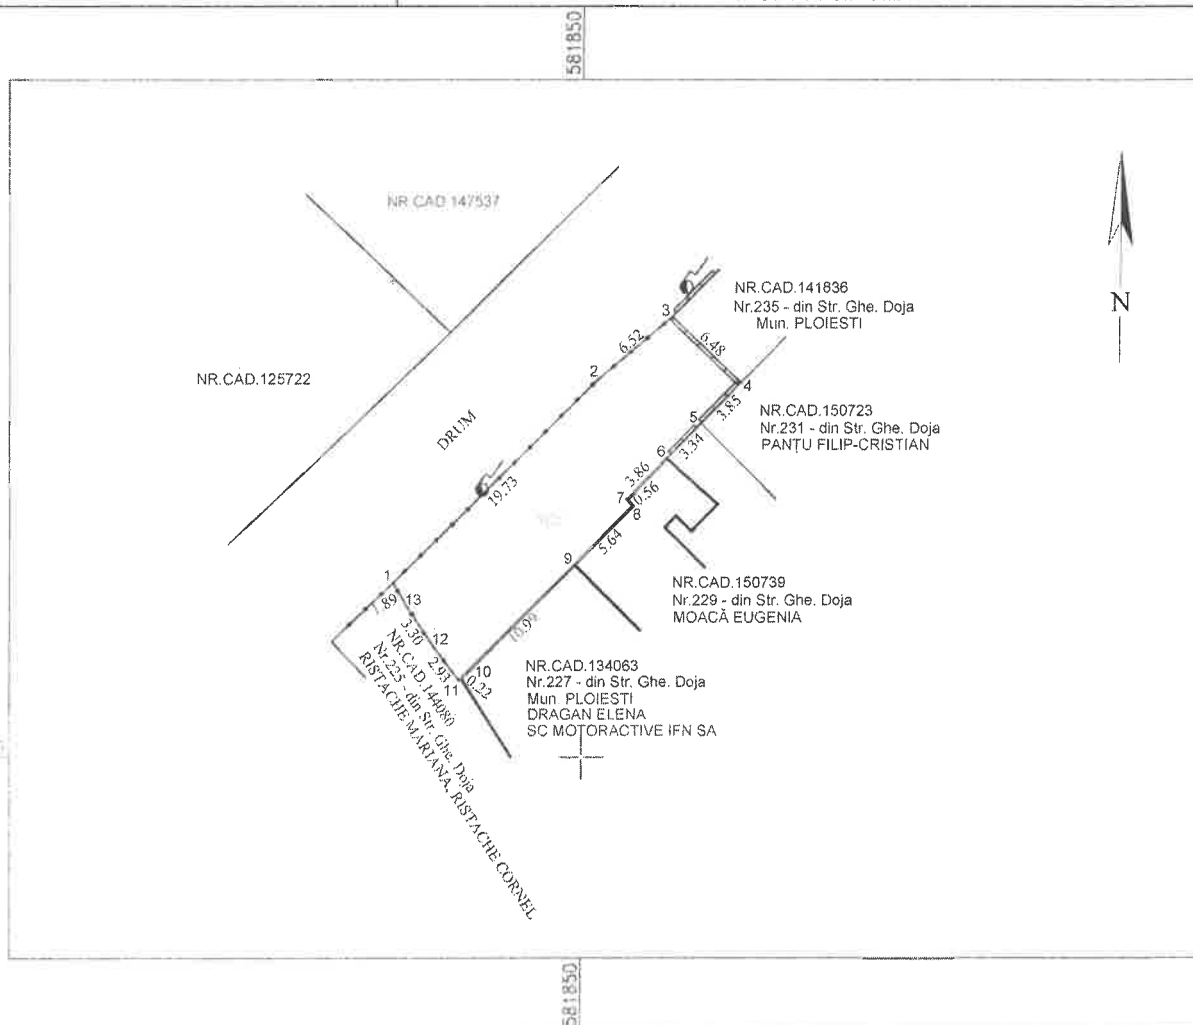 581850
NR.CAD.147537
NR.CAD.141836
Nr.235 - din Str. Ghe. Doja
Mun. PLOIESTI
N
3
6.52
6.48
2
4
NR.CAD.125722
3.85
NR.CAD.150723
Nr.231 - din Str. Ghe. Doja
PANȚU FILIP-CRISTIAN
DRUM
5
3.34
6
3.86
19.73
7
0.56
8
5.64
9
1
NR.CAD.150739
Nr.229 - din Str. Ghe. Doja
MOACĂ EUGENIA
13
3.30
12
10.99
2.93
10
11
0.22
NR.CAD.134063
Nr.227 - din Str. Ghe. Doja
Mun. PLOIESTI
DRAGAN ELENA
SC MOTORACTIVE IFN SA
NR.CAD.144080
Nr.225 - din Str. Ghe. Doja
RISTACHE MARIANA, RISTACHE CORNEL
581850